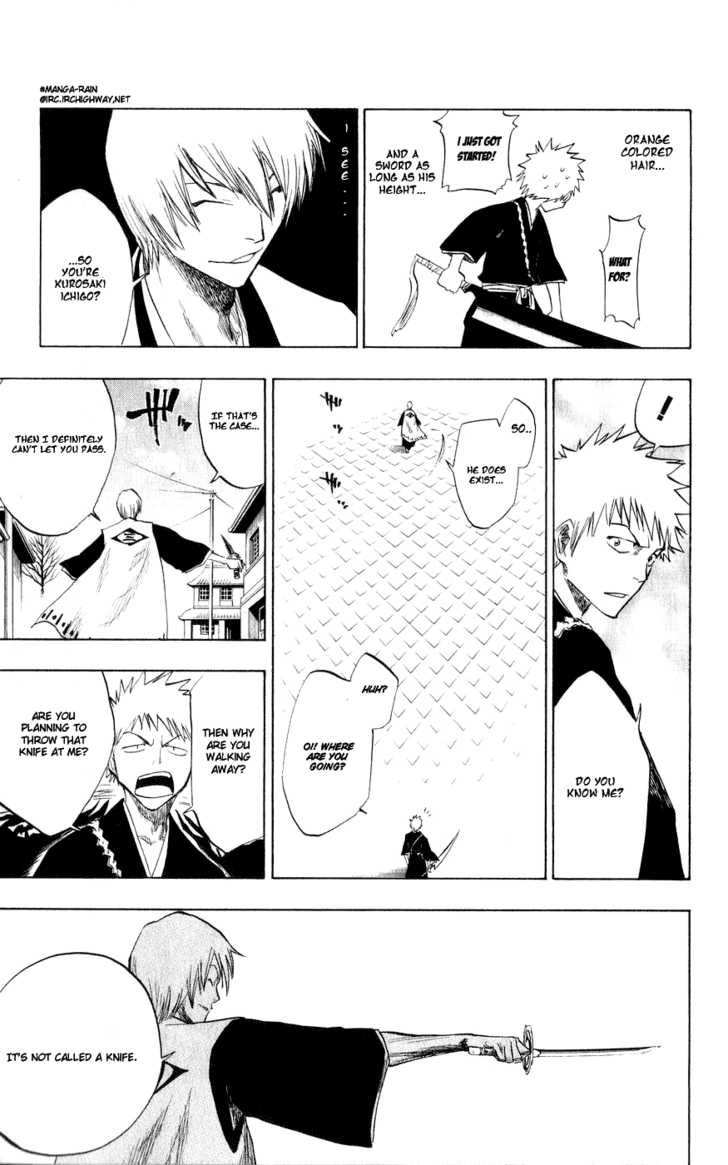 #MANGA-RAIN
@IRC.IRCHIGHWAY.NET
ORANGE
COLORED
HAIR...
WHAT
FOR?
I JUST GOT
STARTED!
AND A
SWORD AS
LONG AS HIS
HEIGHT...
I
SEE...
...SO
YOU'RE
KUROSAKI
ICHIGO?
!
DO YOU
KNOW ME?
SO..
HE DOES
EXIST...
HUH?
OI! WHERE
ARE YOU
GOING?
IF THAT'S
THE CASE...
THEN I DEFINITELY
CAN'T LET YOU PASS.
THEN WHY
ARE YOU
WALKING
AWAY?
ARE YOU
PLANNING TO
THROW THAT
KNIFE AT ME?
IT'S NOT CALLED A KNIFE.